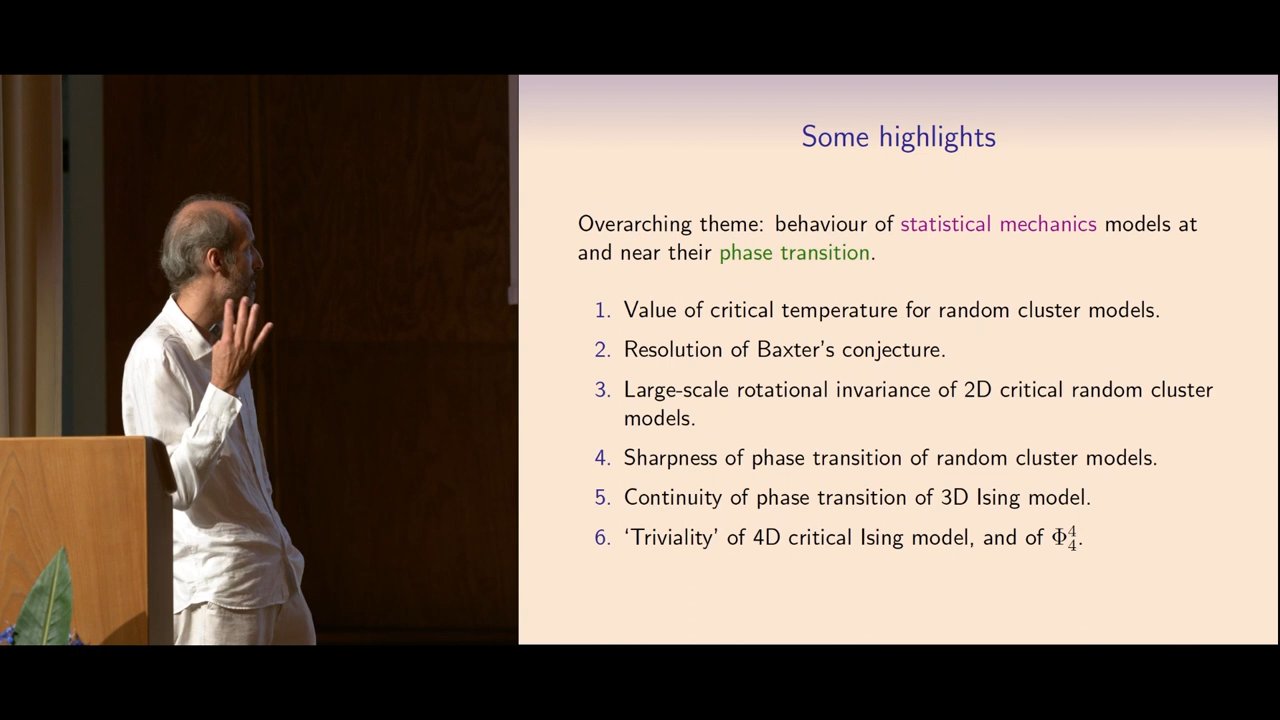 Some highlights
Overarching theme: behaviour of statistical mechanics models at
and near their phase transition.
1. Value of critical temperature for random cluster models.
2. Resolution of Baxter's conjecture.
3. Large-scale rotational invariance of 2D critical random cluster
models.
4. Sharpness of phase transition of random cluster models.
5. Continuity of phase transition of 3D Ising model.
6. ‘Triviality’ of 4D critical Ising model, and of Φ⁴₄.